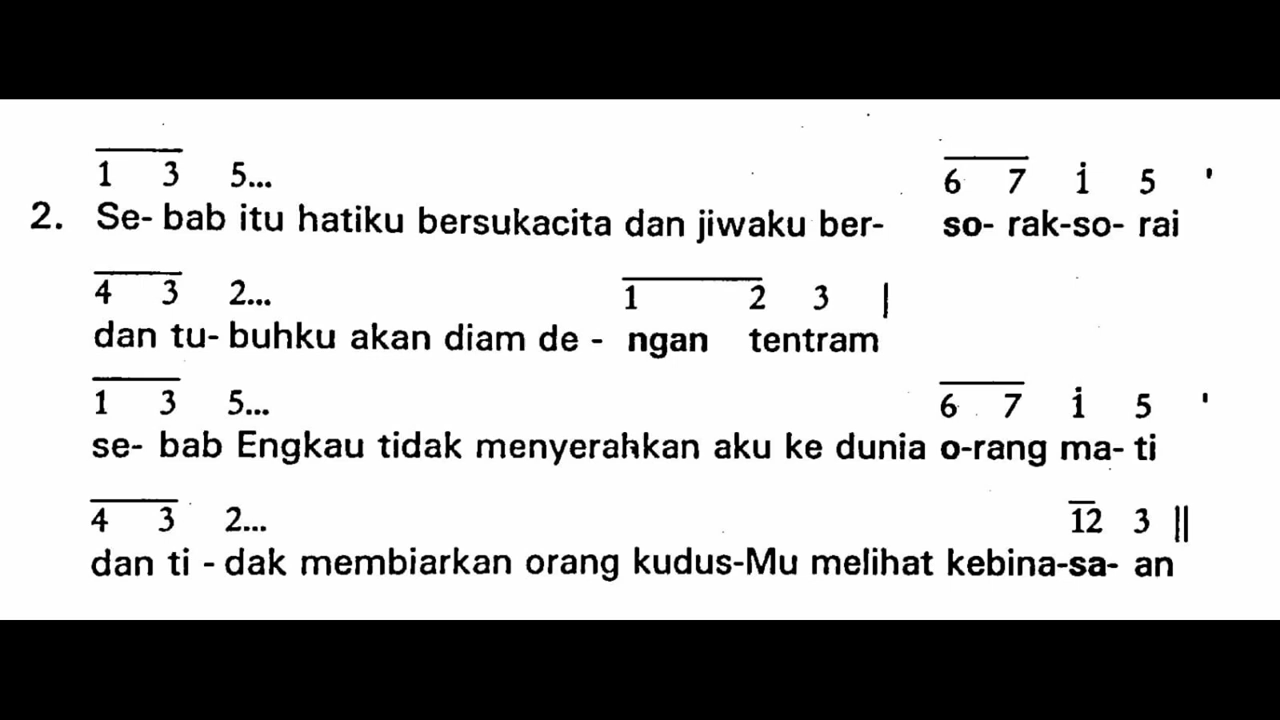 1 3 5... 6 7 i 5 '
2. Se- bab itu hatiku bersukacita dan jiwaku ber- so- rak-so- rai
4 3 2... 1 2 3 |
dan tu- buhku akan diam de - ngan tentram
1 3 5... 6 7 i 5 '
se- bab Engkau tidak menyerahkan aku ke dunia o-rang ma- ti
4 3 2... 12 3 ||
dan ti - dak membiarkan orang kudus-Mu melihat kebina-sa- an